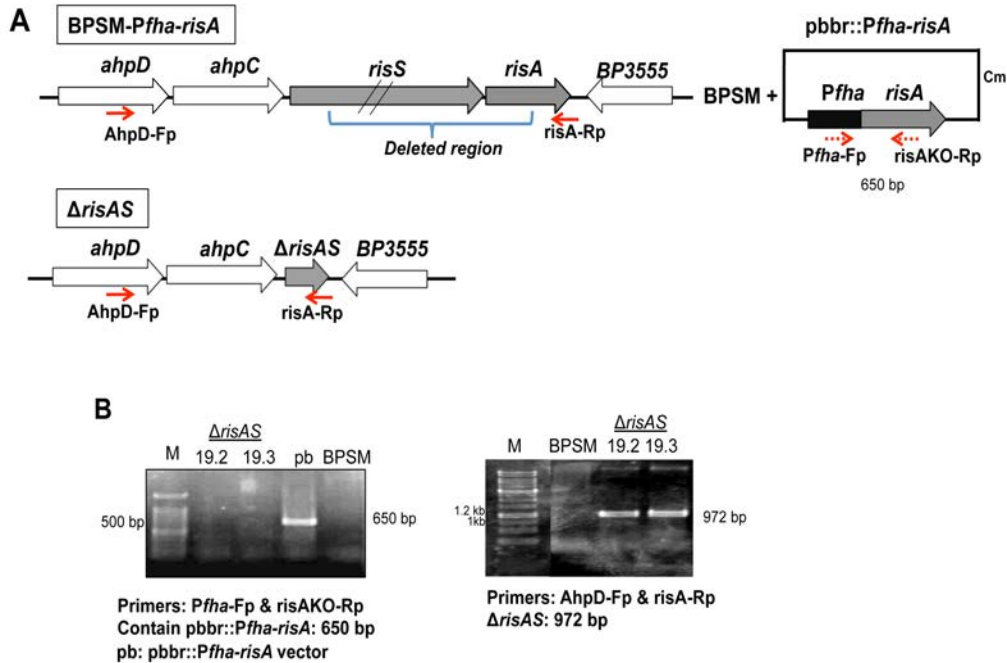 A
BPSM-Pfha-risA
ahpD ahpC risS risA BP3555
AhpD-Fp
Deleted region
risA-Rp
BPSM +
pbbr::Pfha-risA
Cm
Pfha risA
Pfha-Fp risAKO-Rp
650 bp
ΔrisAS
ahpD ahpC ΔrisAS BP3555
AhpD-Fp
risA-Rp
B
ΔrisAS
M 19.2 19.3 pb BPSM
500 bp
650 bp
Primers: Pfha-Fp & risAKO-Rp
Contain pbbr::Pfha-risA: 650 bp
pb: pbbr::Pfha-risA vector
ΔrisAS
M BPSM 19.2 19.3
1.2 kb
1kb
972 bp
Primers: AhpD-Fp & risA-Rp
ΔrisAS: 972 bp